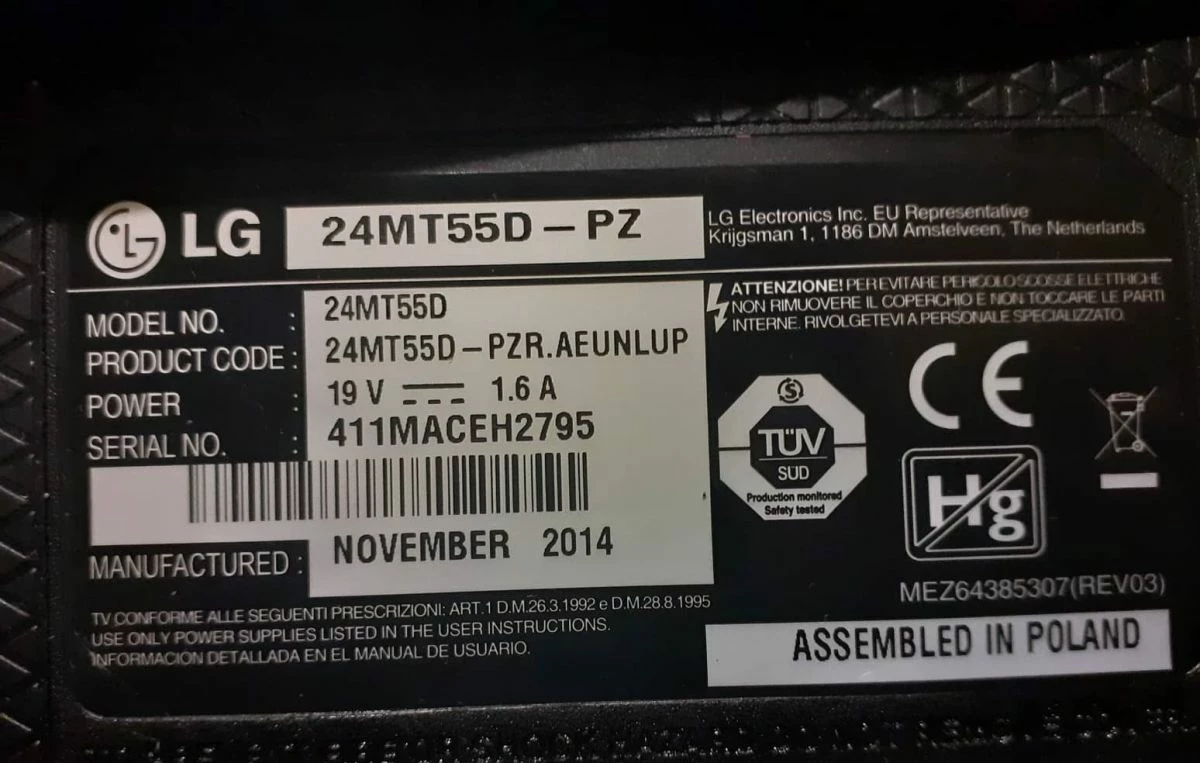 LG 24MT55D-PZ
LG Electronics Inc. EU Representative
Krijgsman 1, 1186 DM Amstelveen, The Netherlands
MODEL NO. : 24MT55D
PRODUCT CODE : 24MT55D-PZR.AEUNLUP
POWER : 19 V 1.6 A
SERIAL NO. : 411MACEH2795
MANUFACTURED : NOVEMBER 2014
TV CONFORME ALLE SEGUENTI PRESCRIZIONI: ART.1 D.M.26.3.1992 e D.M.28.8.1995
USE ONLY POWER SUPPLIES LISTED IN THE USER INSTRUCTIONS.
INFORMACION DETALLADA EN EL MANUAL DE USUARIO.
ATTENZIONE! PER EVITARE PERICOLO SCOSSE ELETTRICHE
NON RIMUOVERE IL COPERCHIO E NON TOCCARE LE PARTI
INTERNE. RIVOLGETEVI A PERSONALE SPECIALIZZATO.
S
TÜV
SÜD
Production monitored
Safety tested
CE
Hg
MEZ64385307(REV03)
ASSEMBLED IN POLAND